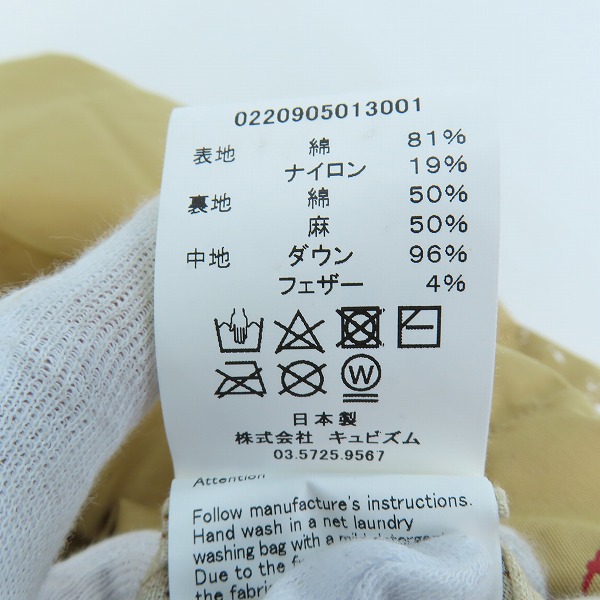 0220905013001
表地 綿 81%
ナイロン 19%
裏地 綿 50%
麻 50%
中地 ダウン 96%
フェザー 4%
W
日本製
株式会社 キュビズム
03.5725.9567
Attention
Follow manufacture's instructions.
Hand wash in a net laundry
washing bag with a mild
Due to the
the fabric